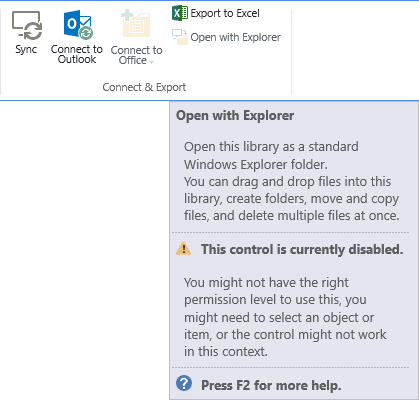 Sync
Connect to
Outlook
Connect to
Office
Export to Excel
Open with Explorer
Connect & Export
Open with Explorer
Open this library as a standard
Windows Explorer folder.
You can drag and drop files into this
library, create folders, move and copy
files, and delete multiple files at once.
This control is currently disabled.
You might not have the right
permission level to use this, you
might need to select an object or
item, or the control might not work
in this context.
Press F2 for more help.